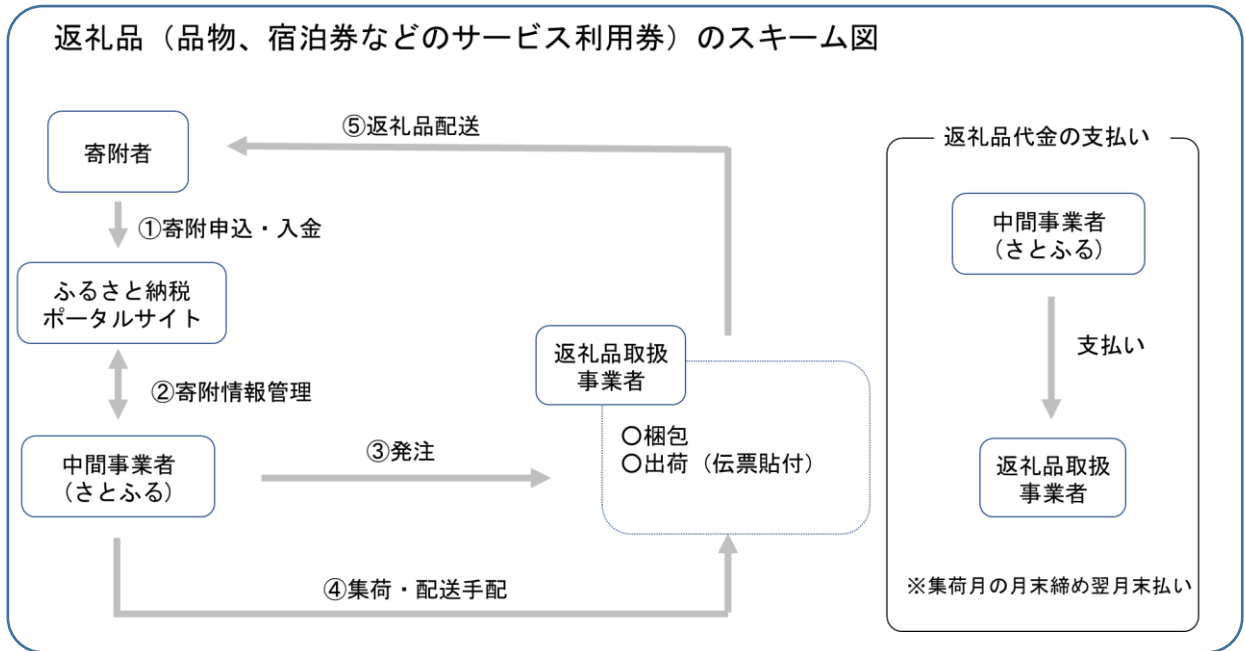 返礼品（品物、宿泊券などのサービス利用券）のスキーム図
寄附者
⑤返礼品配送
①寄附申込・入金
ふるさと納税
ポータルサイト
②寄附情報管理
中間事業者
（さとふる）
③発注
返礼品取扱
事業者
〇梱包
〇出荷（伝票貼付）
④集荷・配送手配
返礼品代金の支払い
中間事業者
（さとふる）
支払い
返礼品取扱
事業者
※集荷月の月末締め翌月末払い